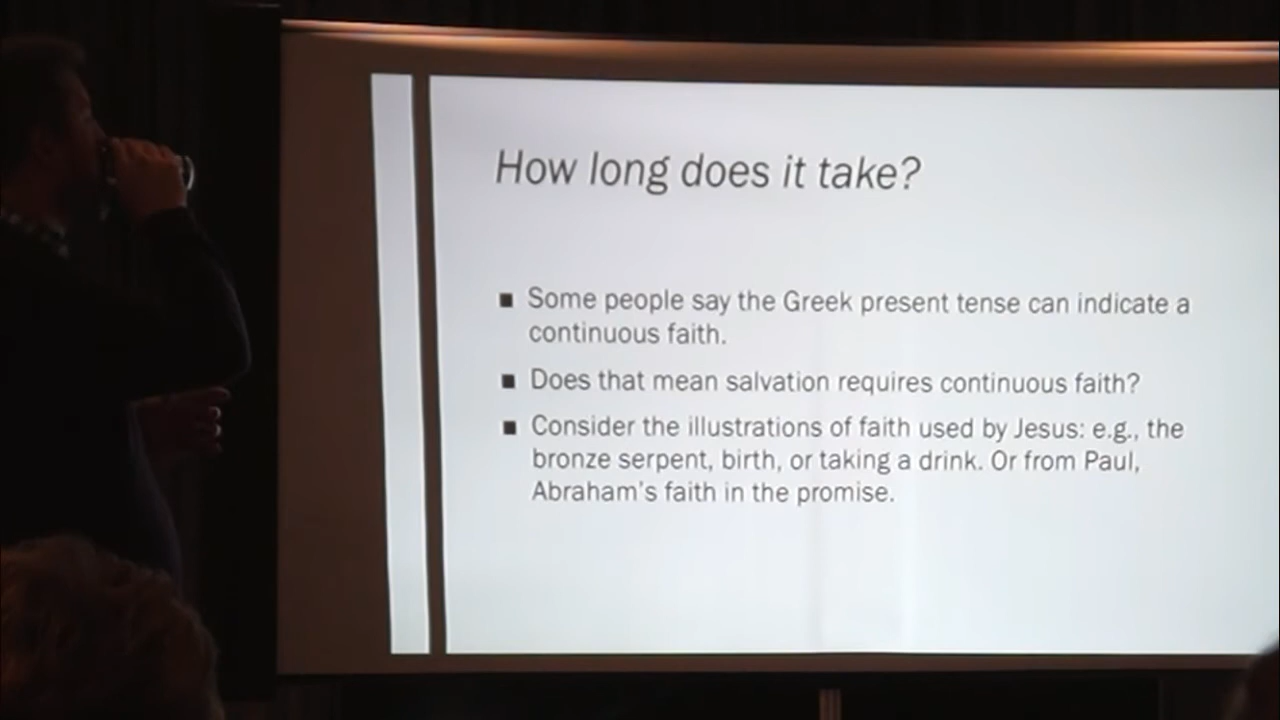 How long does it take?
■ Some people say the Greek present tense can indicate a
continuous faith.
■ Does that mean salvation requires continuous faith?
■ Consider the illustrations of faith used by Jesus: e.g., the
bronze serpent, birth, or taking a drink. Or from Paul,
Abraham's faith in the promise.